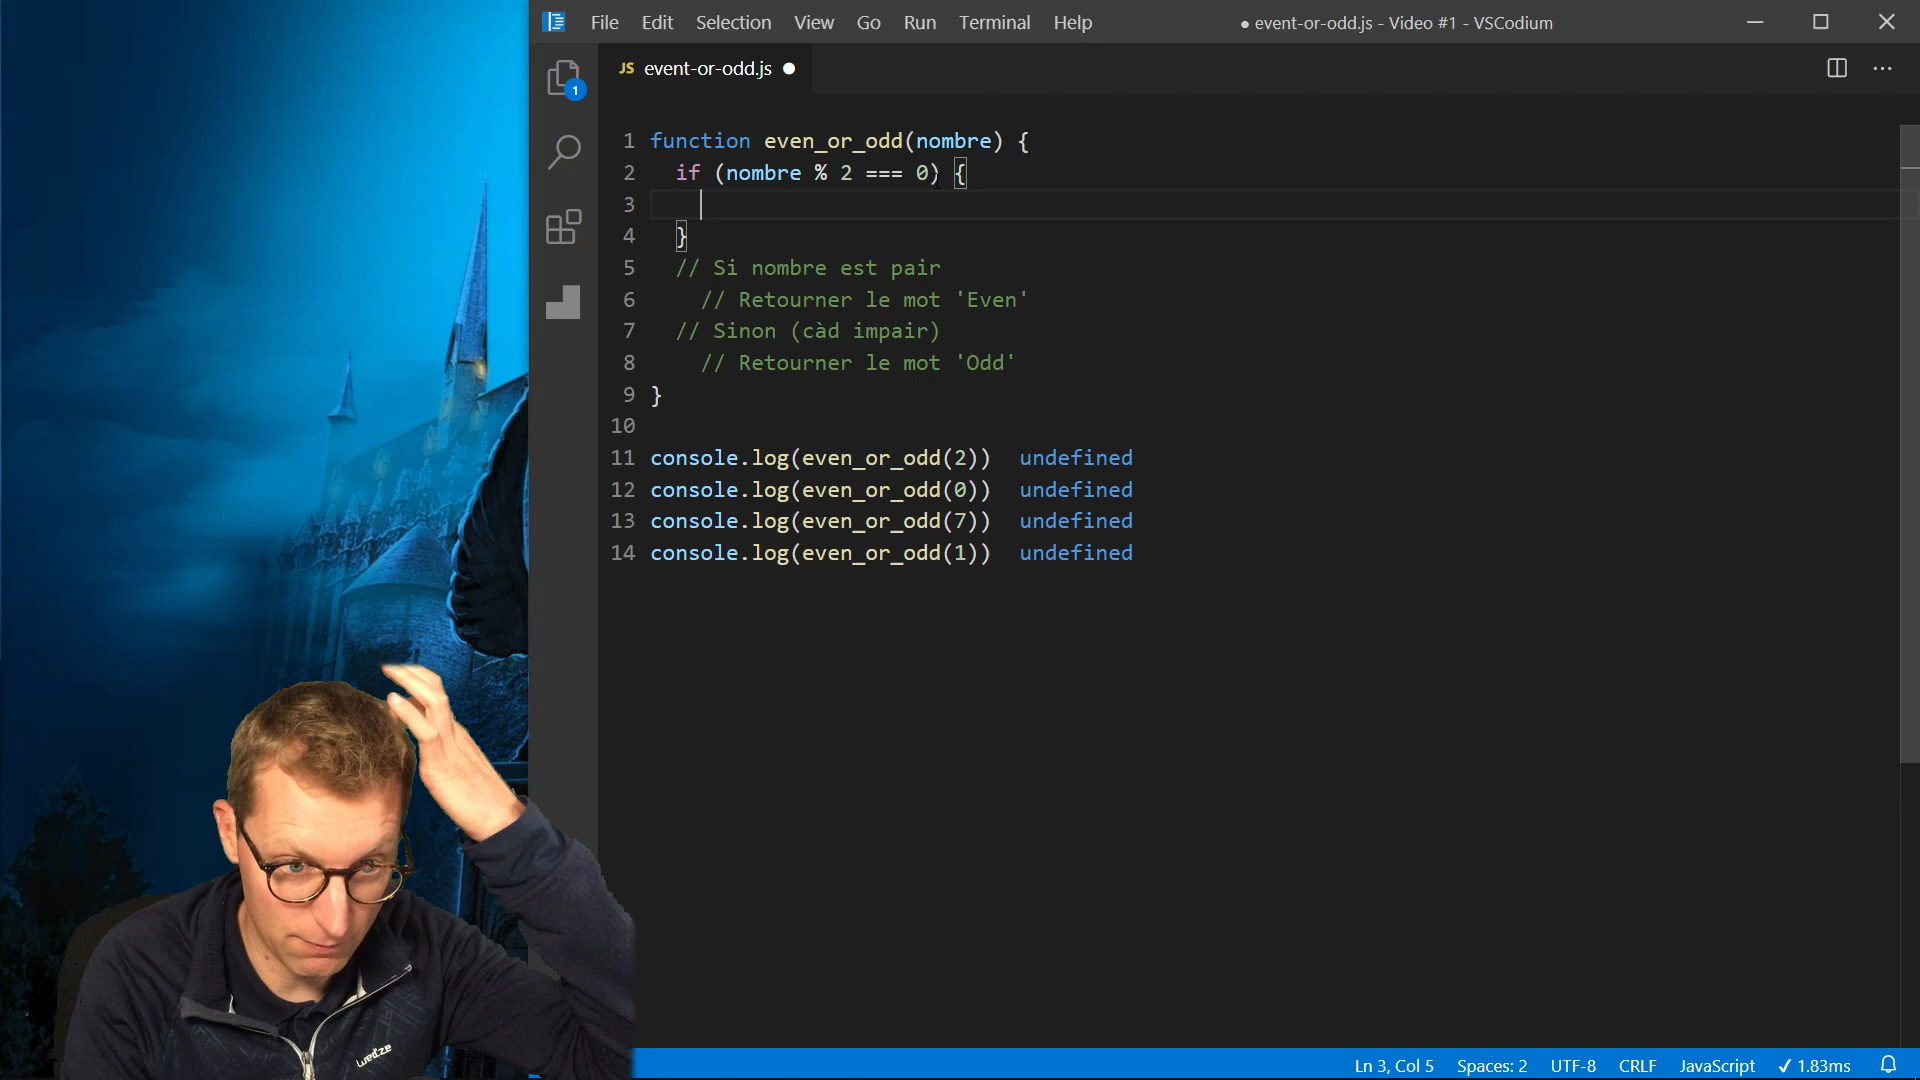 File Edit Selection View Go Run Terminal Help
● event-or-odd.js - Video #1 - VSCodium
JS event-or-odd.js ●
1
1 function even_or_odd(nombre) {
2 if (nombre % 2 === 0) {
3
4 }
5 // Si nombre est pair
6 // Retourner le mot 'Even'
7 // Sinon (càd impair)
8 // Retourner le mot 'Odd'
9 }
10
11 console.log(even_or_odd(2)) undefined
12 console.log(even_or_odd(0)) undefined
13 console.log(even_or_odd(7)) undefined
14 console.log(even_or_odd(1)) undefined
wedze
Ln 3, Col 5 Spaces: 2 UTF-8 CRLF JavaScript ✓ 1.83ms